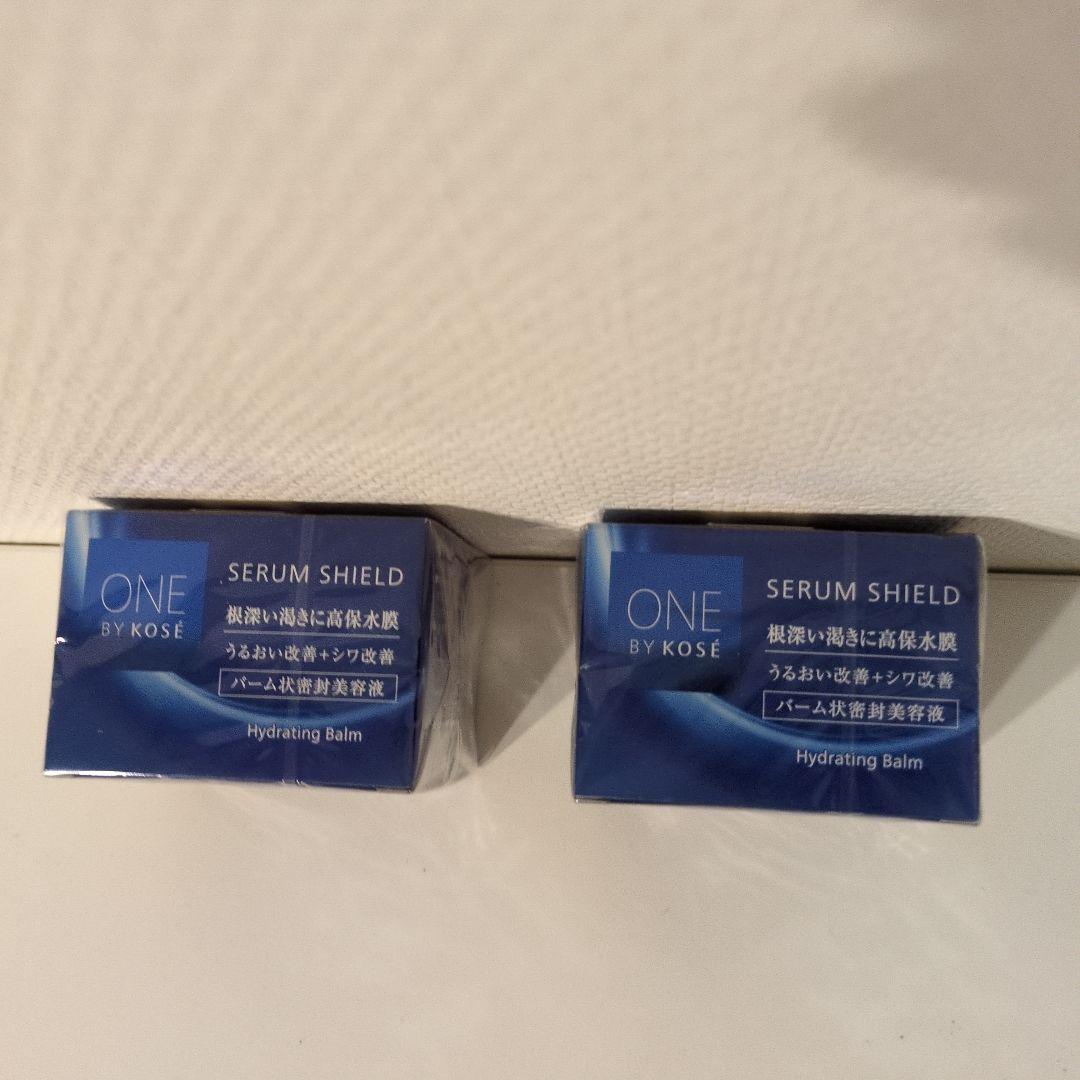 ONE
BY KOSÉ
SERUM SHIELD
根深い渇きに高保水膜
うるおい改善+シワ改善
バーム状密封美容液
Hydrating Balm
ONE
BY KOSÉ
SERUM SHIELD
根深い渇きに高保水膜
うるおい改善+シワ改善
バーム状密封美容液
Hydrating Balm